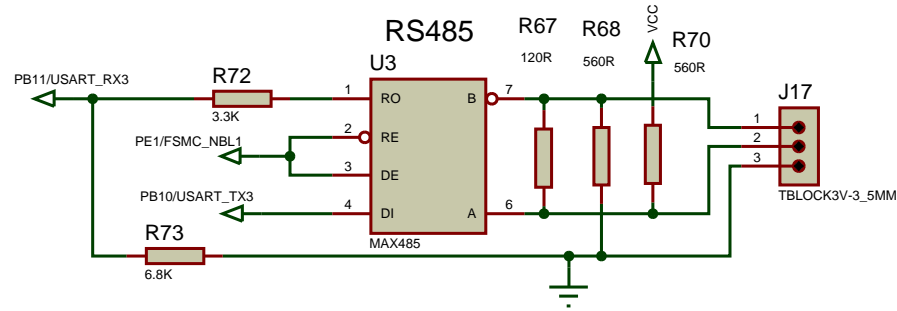 RS485
R67
120R
R68
560R
VCC
R70
560R
U3
R72
3.3K
PB11/USART_RX3
1
RO
B
7
J17
1
2
3
TBLOCK3V-3_5MM
2
RE
PE1/FSMC_NBL1
3
DE
PB10/USART_TX3
4
DI
A
6
MAX485
R73
6.8K